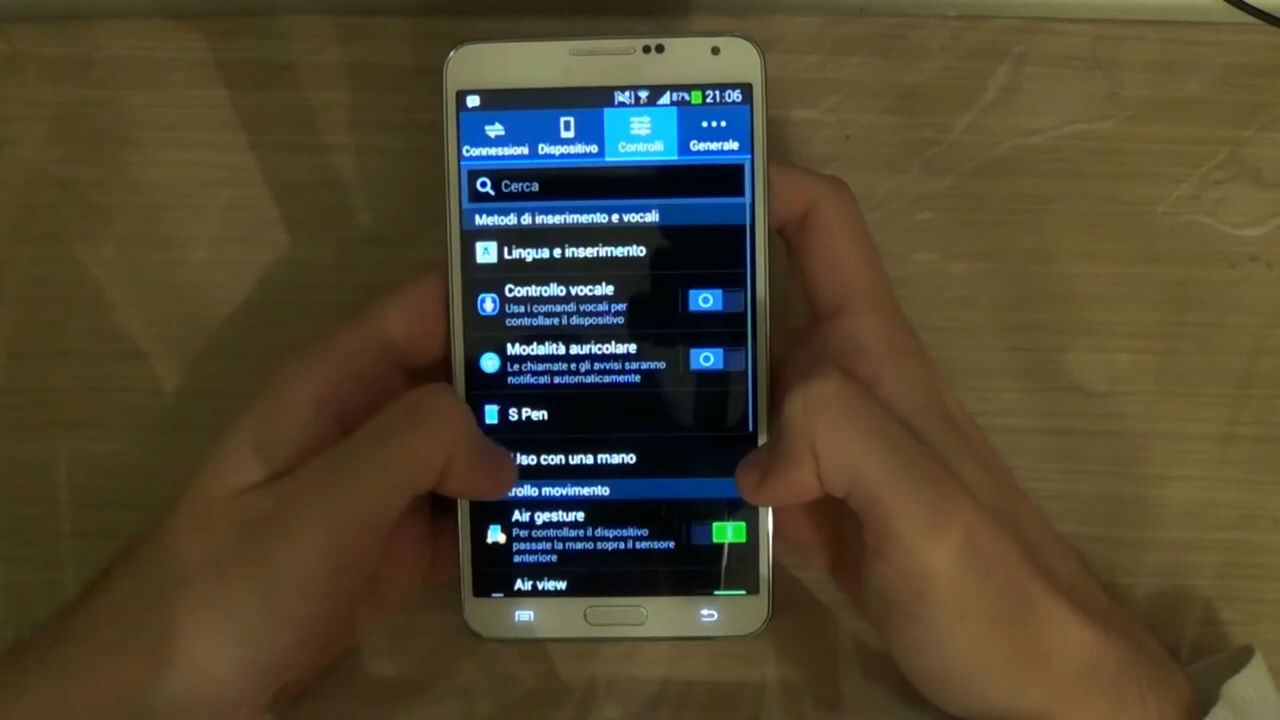 87% 21:06
Connessioni Dispositivo Controlli Generale
Cerca
Metodi di inserimento e vocali
A
Lingua e inserimento
Controllo vocale
Usa i comandi vocali per
controllare il dispositivo
Modalità auricolare
Le chiamate e gli avvisi saranno
notificati automaticamente
S Pen
Uso con una mano
trollo movimento
Air gesture
Per controllare il dispositivo
passate la mano sopra il sensore
anteriore
Air view